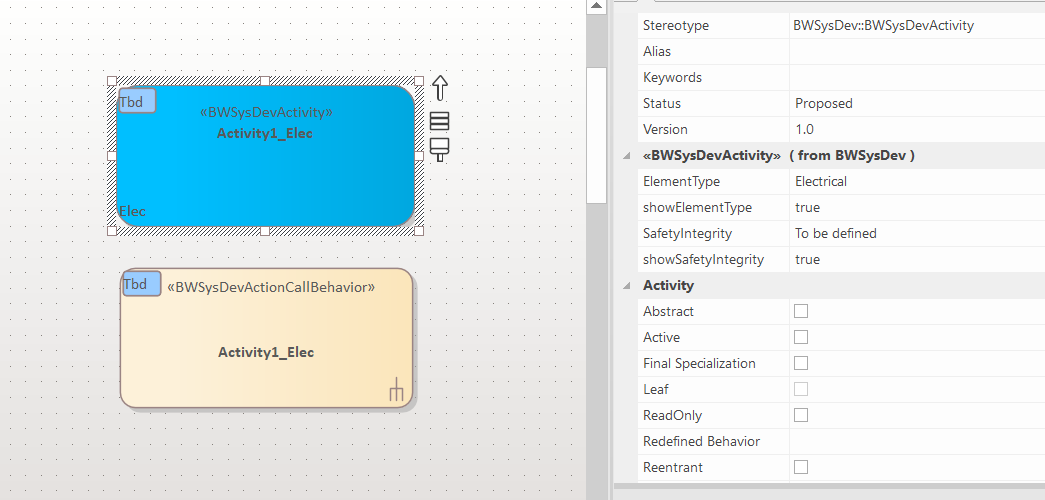 Tbd
«BWSysDevActivity»
Activity1_Elec
Elec
Tbd
«BWSysDevActionCallBehavior»
Activity1_Elec
Stereotype BWSysDev::BWSysDevActivity
Alias
Keywords
Status Proposed
Version 1.0
«BWSysDevActivity» ( from BWSysDev )
ElementType Electrical
showElementType true
SafetyIntegrity To be defined
showSafetyIntegrity true
Activity
Abstract
Active
Final Specialization
Leaf
ReadOnly
Redefined Behavior
Reentrant